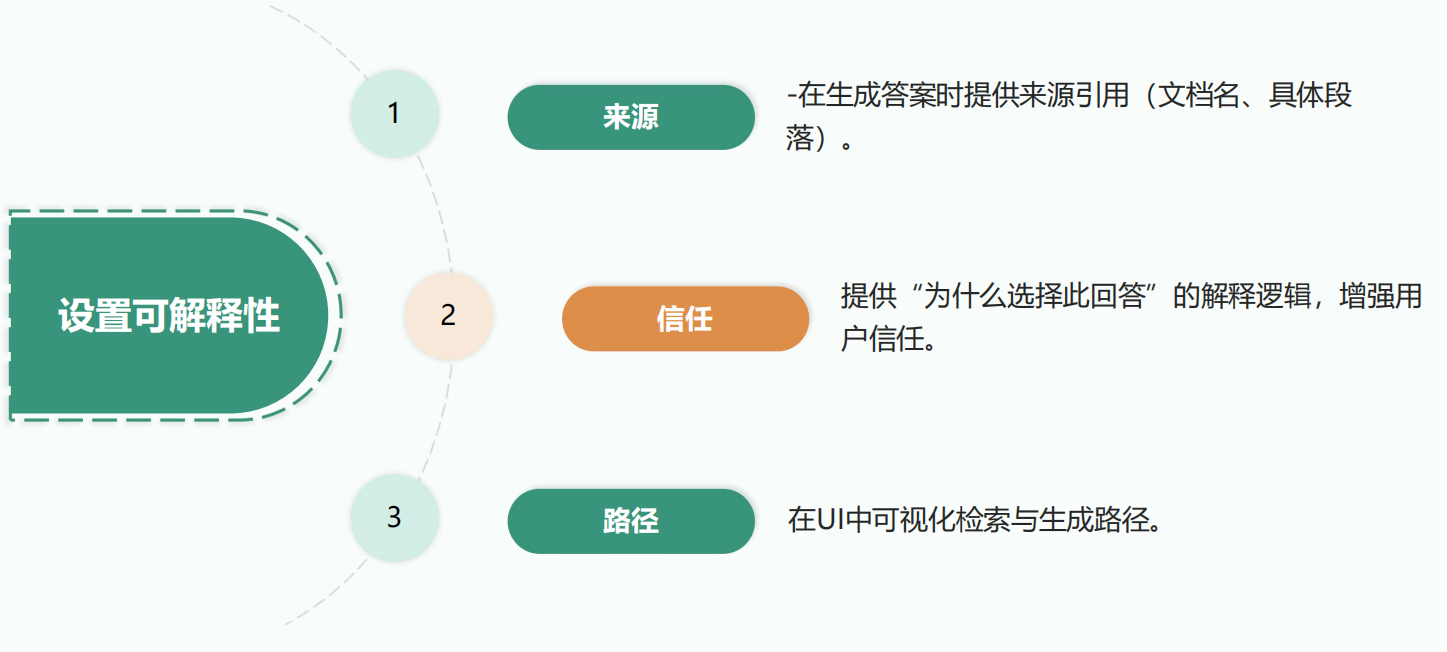 设置可解释性
1
来源
-在生成答案时提供来源引用（文档名、具体段
落）。
2
信任
提供“为什么选择此回答”的解释逻辑，增强用
户信任。
3
路径
在UI中可视化检索与生成路径。